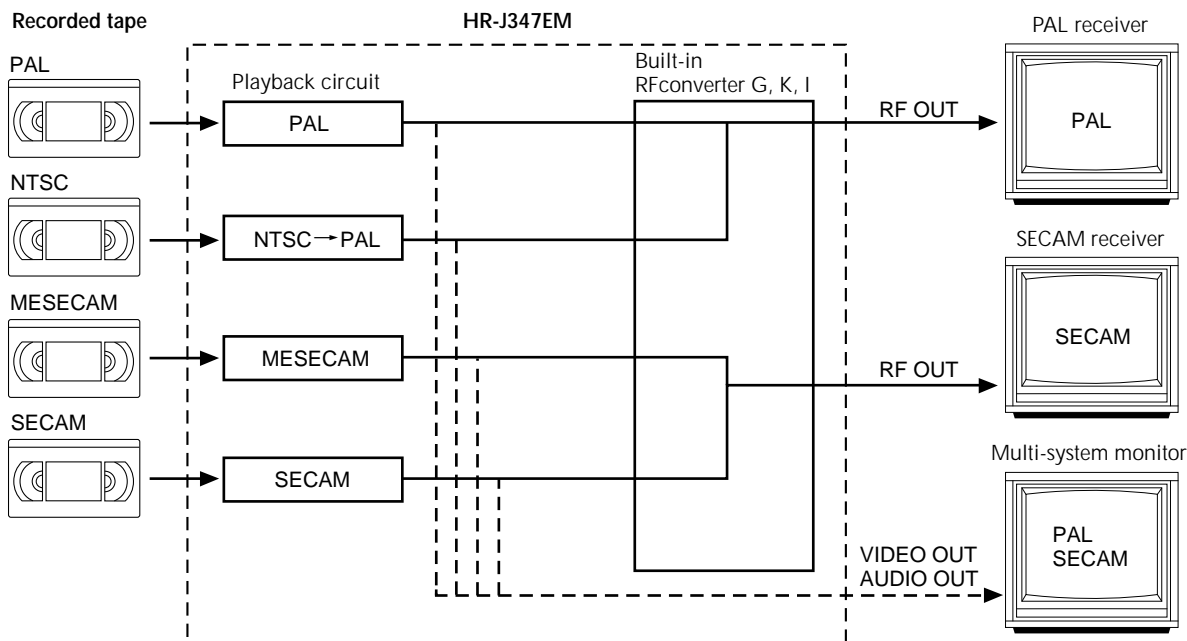 Recorded tape
HR-J347EM
PAL receiver
PAL
Playback circuit
Built-in
RFconverter G, K, I
PAL
RF OUT
PAL
NTSC
NTSC→PAL
SECAM receiver
MESECAM
MESECAM
RF OUT
SECAM
SECAM
SECAM
Multi-system monitor
VIDEO OUT
AUDIO OUT
PAL
SECAM